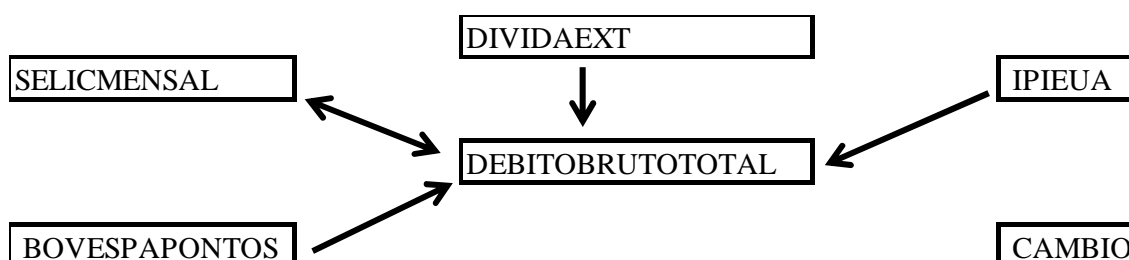 DIVIDAEXT
SELICMENSAL
IPIEUA
DEBITOBRUTOTOTAL
BOVESPAPONTOS
CAMBIO